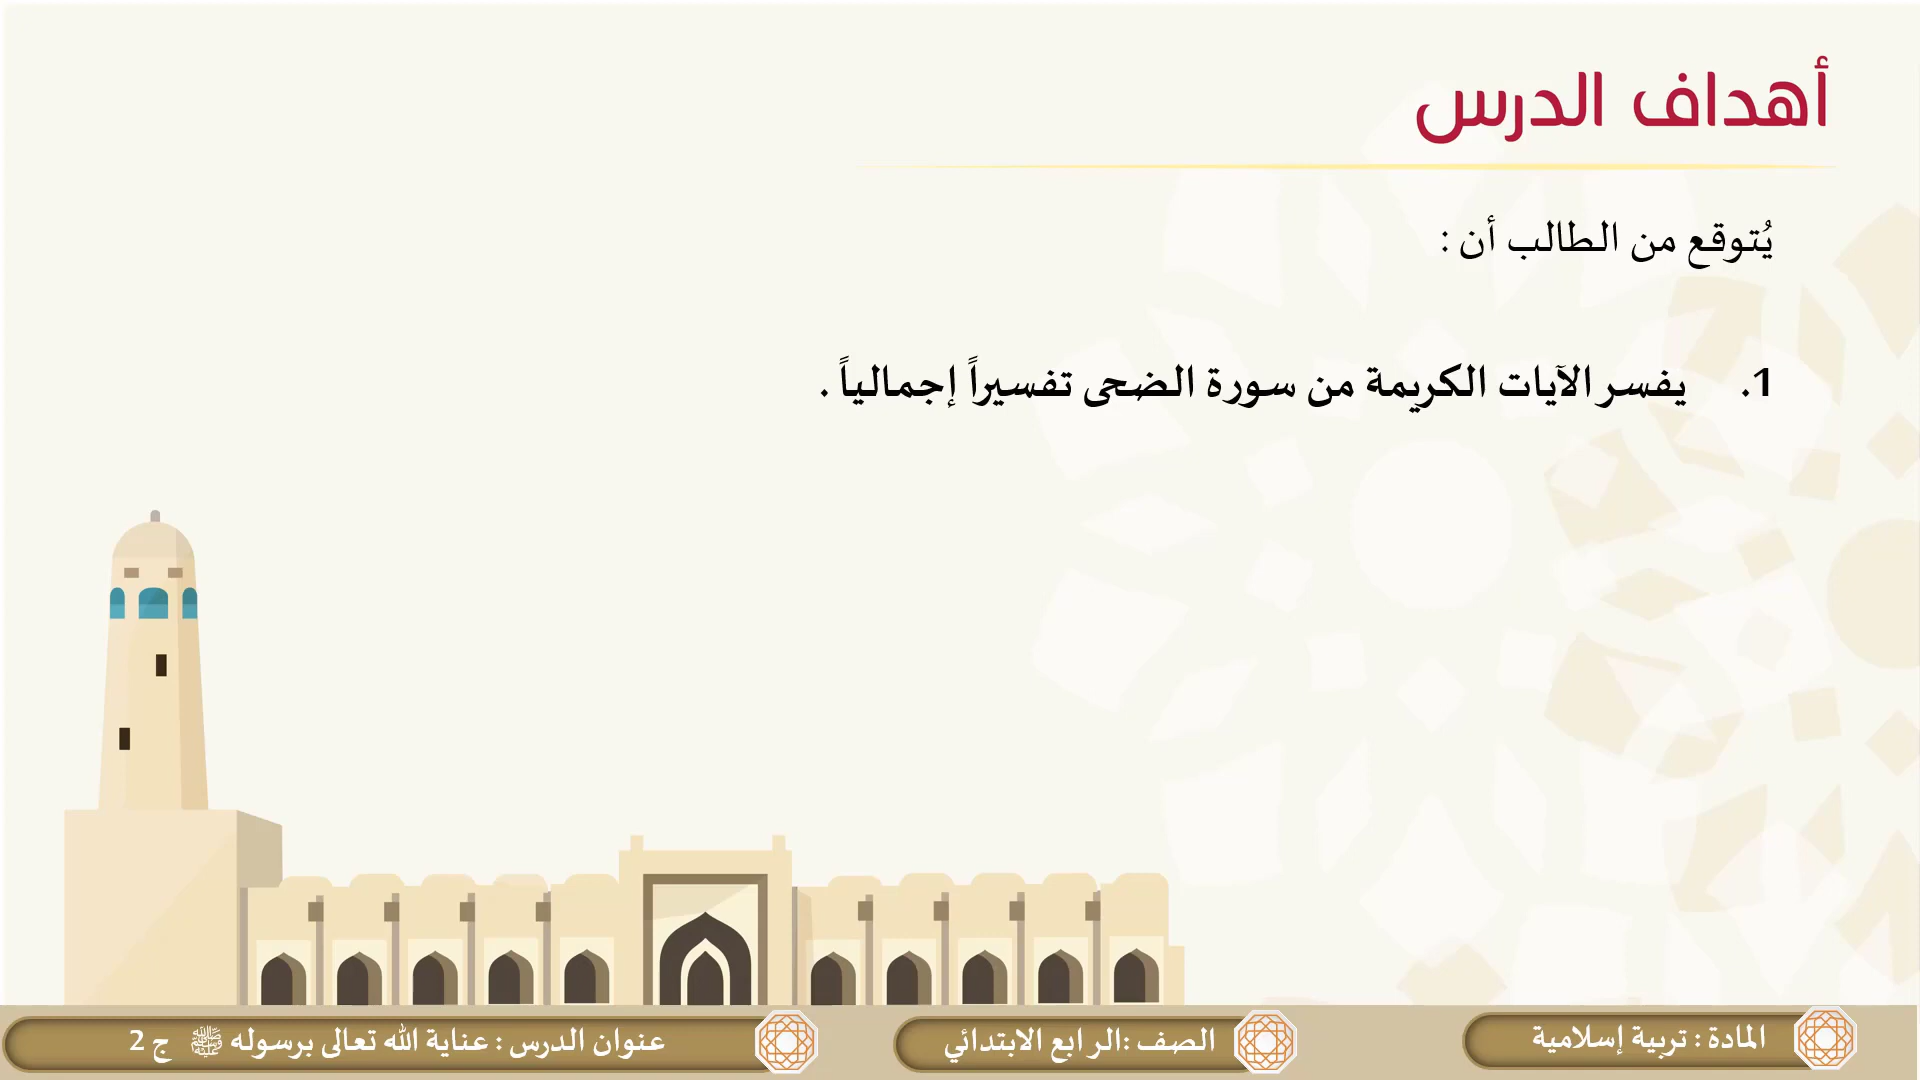 أهداف الدرس
يُتوقع من الطالب أن :
1. يفسر الآيات الكريمة من سورة الضحى تفسيراً إجمالياً .
المادة : تربية إسلامية
الصف :الرابع الابتدائي
عنوان الدرس : عناية الله تعالى برسوله ﷺ ج 2